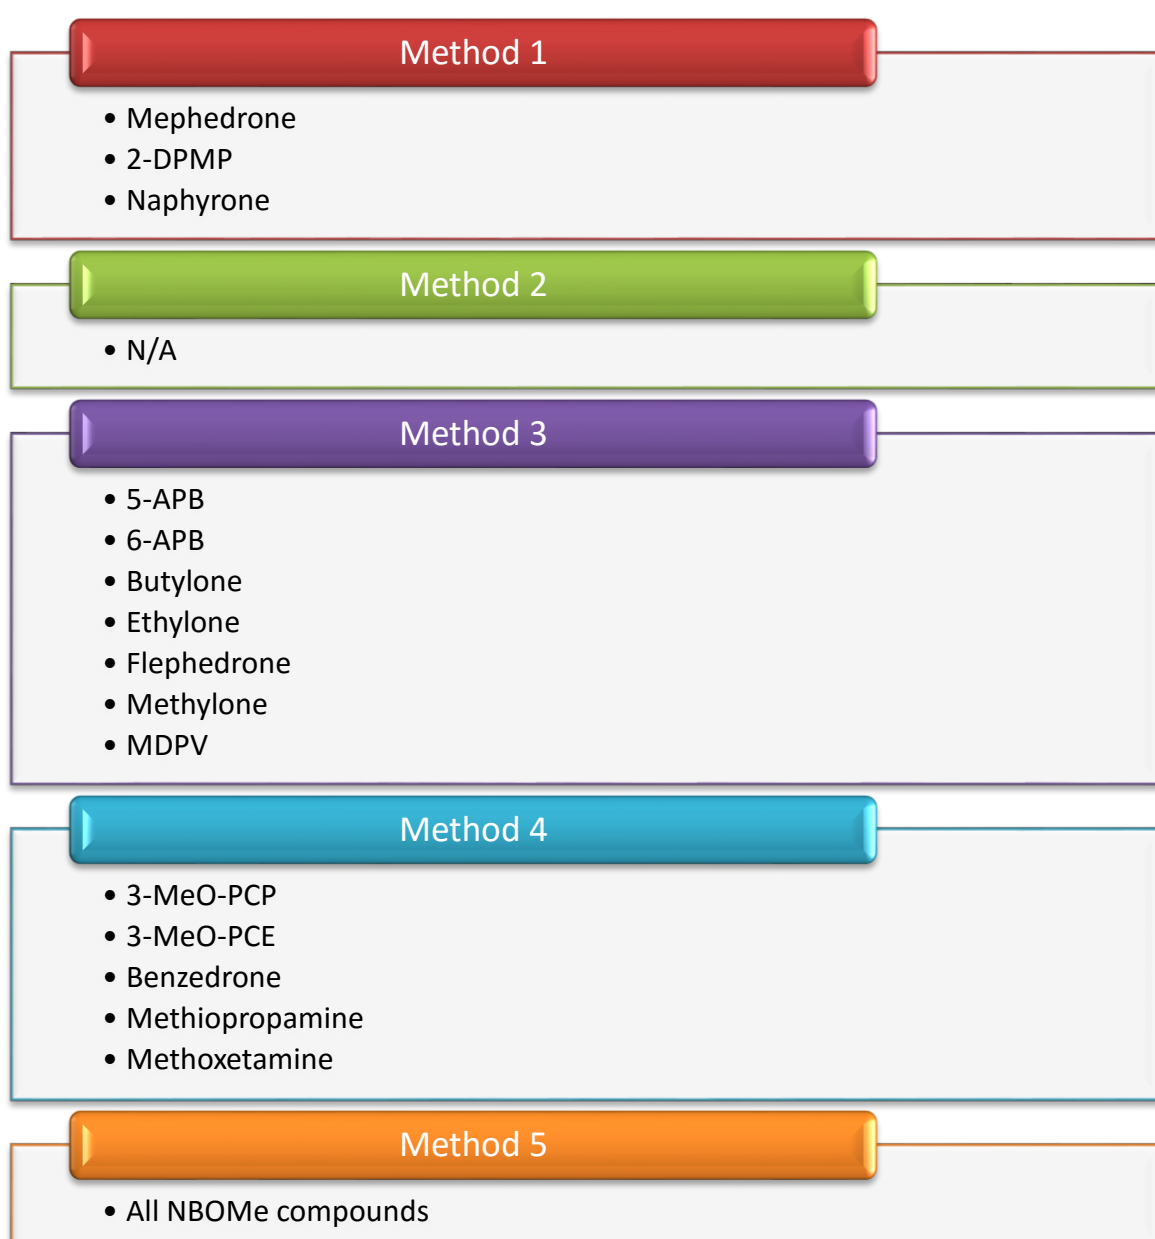 Method 1
• Mephedrone
• 2-DPMP
• Naphyrone
Method 2
• N/A
Method 3
• 5-APB
• 6-APB
• Butylone
• Ethylone
• Flephedrone
• Methylone
• MDPV
Method 4
• 3-MeO-PCP
• 3-MeO-PCE
• Benzedrone
• Methiopropamine
• Methoxetamine
Method 5
• All NBOMe compounds